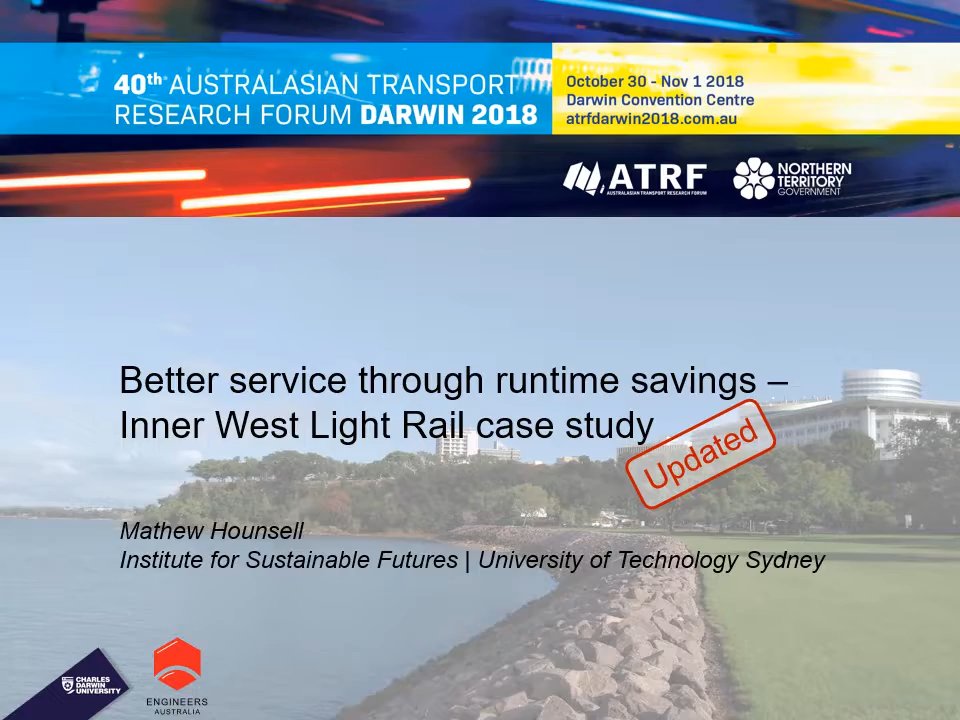 40th AUSTRALASIAN TRANSPORT
RESEARCH FORUM DARWIN 2018
October 30 - Nov 1 2018
Darwin Convention Centre
atrfdarwin2018.com.au
ATRF
AUSTRALASIAN TRANSPORT RESEARCH FORUM
NORTHERN
TERRITORY
GOVERNMENT
Better service through runtime savings –
Inner West Light Rail case study
Updated
Mathew Hounsell
Institute for Sustainable Futures | University of Technology Sydney
CHARLES
DARWIN
UNIVERSITY
ENGINEERS
AUSTRALIA